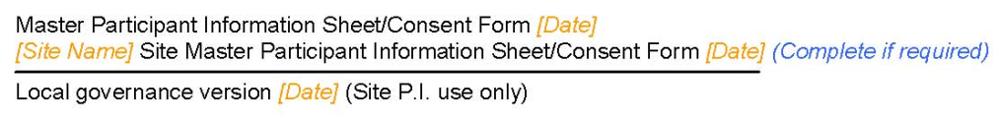 Master Participant Information Sheet/Consent Form [Date]
[Site Name] Site Master Participant Information Sheet/Consent Form [Date] (Complete if required)
Local governance version [Date] (Site P.I. use only)